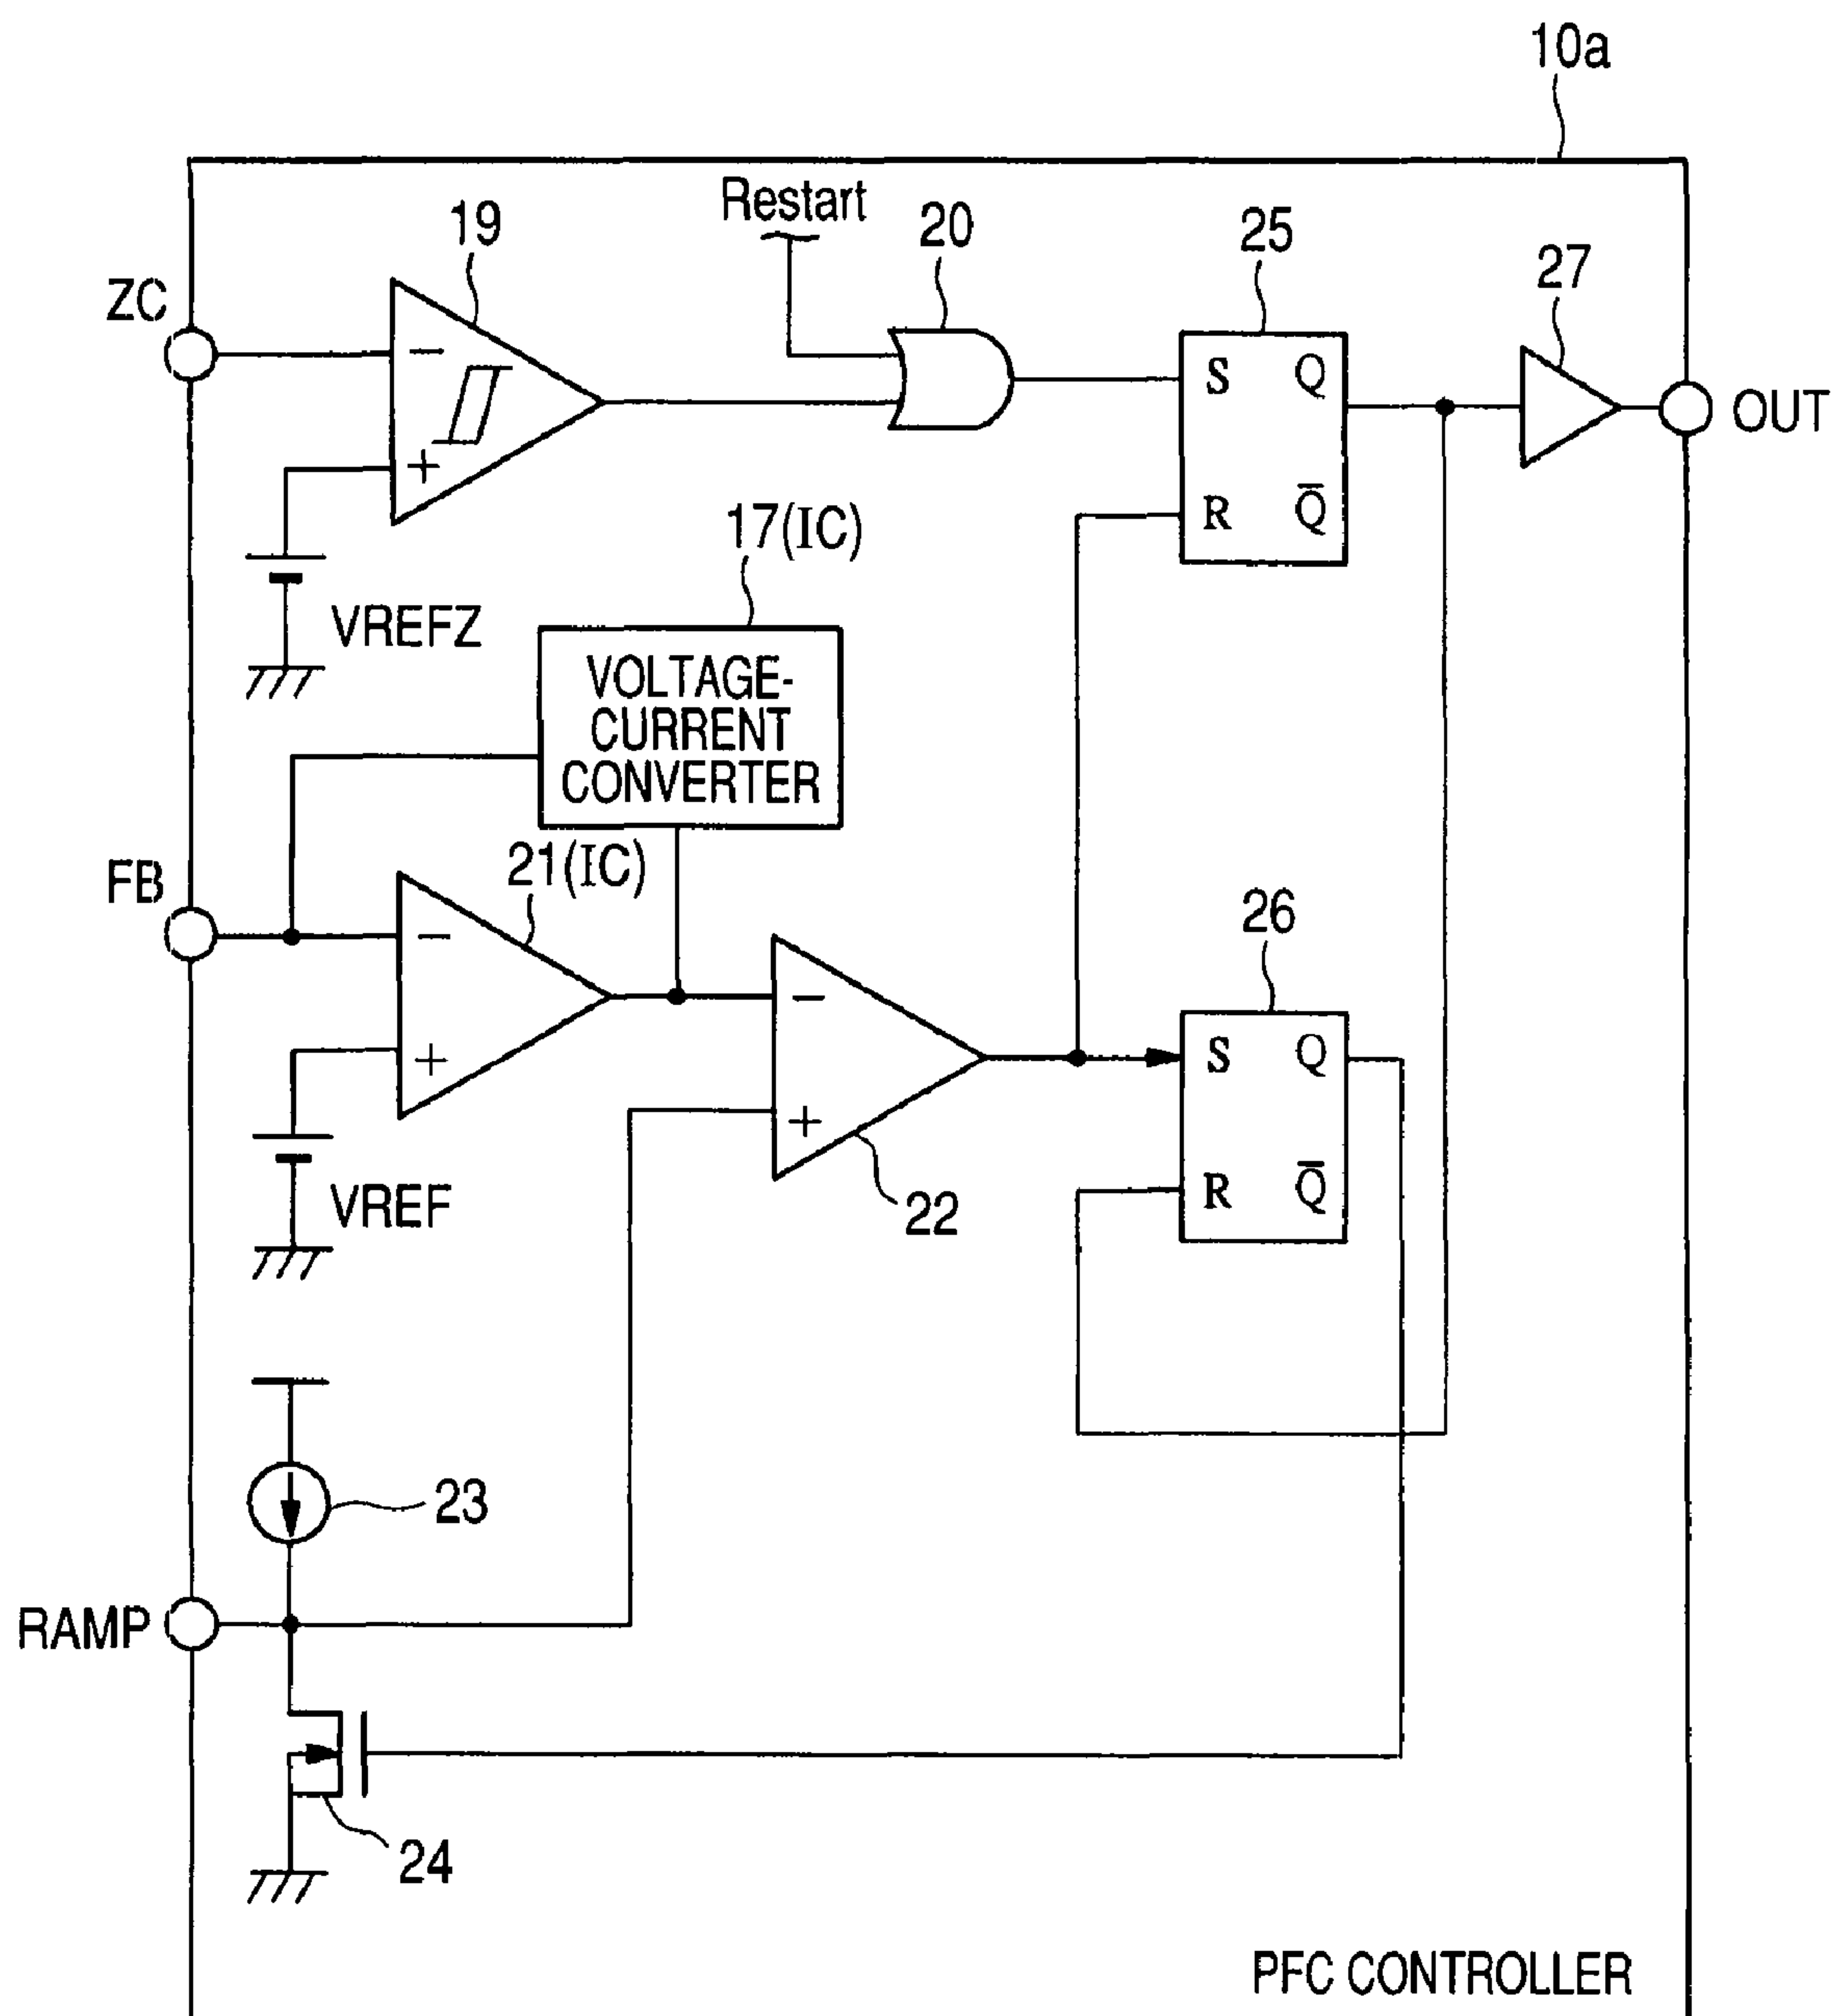 10a
Restart
19
20
25
27
ZC
−
+
S Q
R Q̅
OUT
VREFZ
17(IC)
VOLTAGE-
CURRENT
CONVERTER
21(IC)
FB
−
+
−
+
26
S Q
R Q̅
VREF
22
23
RAMP
24
PFC CONTROLLER